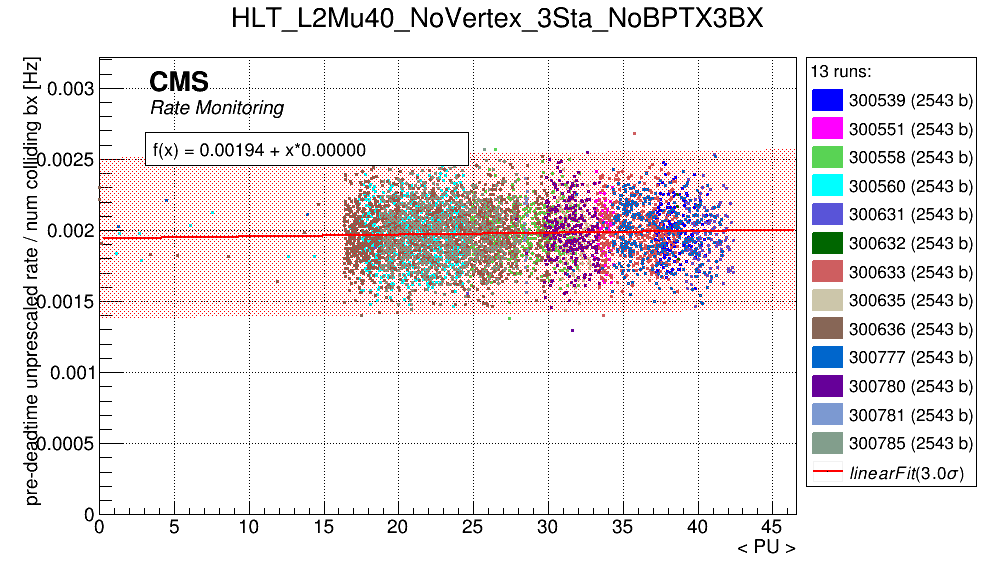 HLT_L2Mu40_NoVertex_3Sta_NoBPTX3BX
pre-deadtime unprescaled rate / num colliding bx [Hz]
CMS
Rate Monitoring
f(x) = 0.00194 + x*0.00000
0.003
0.0025
0.002
0.0015
0.001
0.0005
0
0 5 10 15 20 25 30 35 40 45
< PU >
13 runs:
300539 (2543 b)
300551 (2543 b)
300558 (2543 b)
300560 (2543 b)
300631 (2543 b)
300632 (2543 b)
300633 (2543 b)
300635 (2543 b)
300636 (2543 b)
300777 (2543 b)
300780 (2543 b)
300781 (2543 b)
300785 (2543 b)
linearFit(3.0σ)